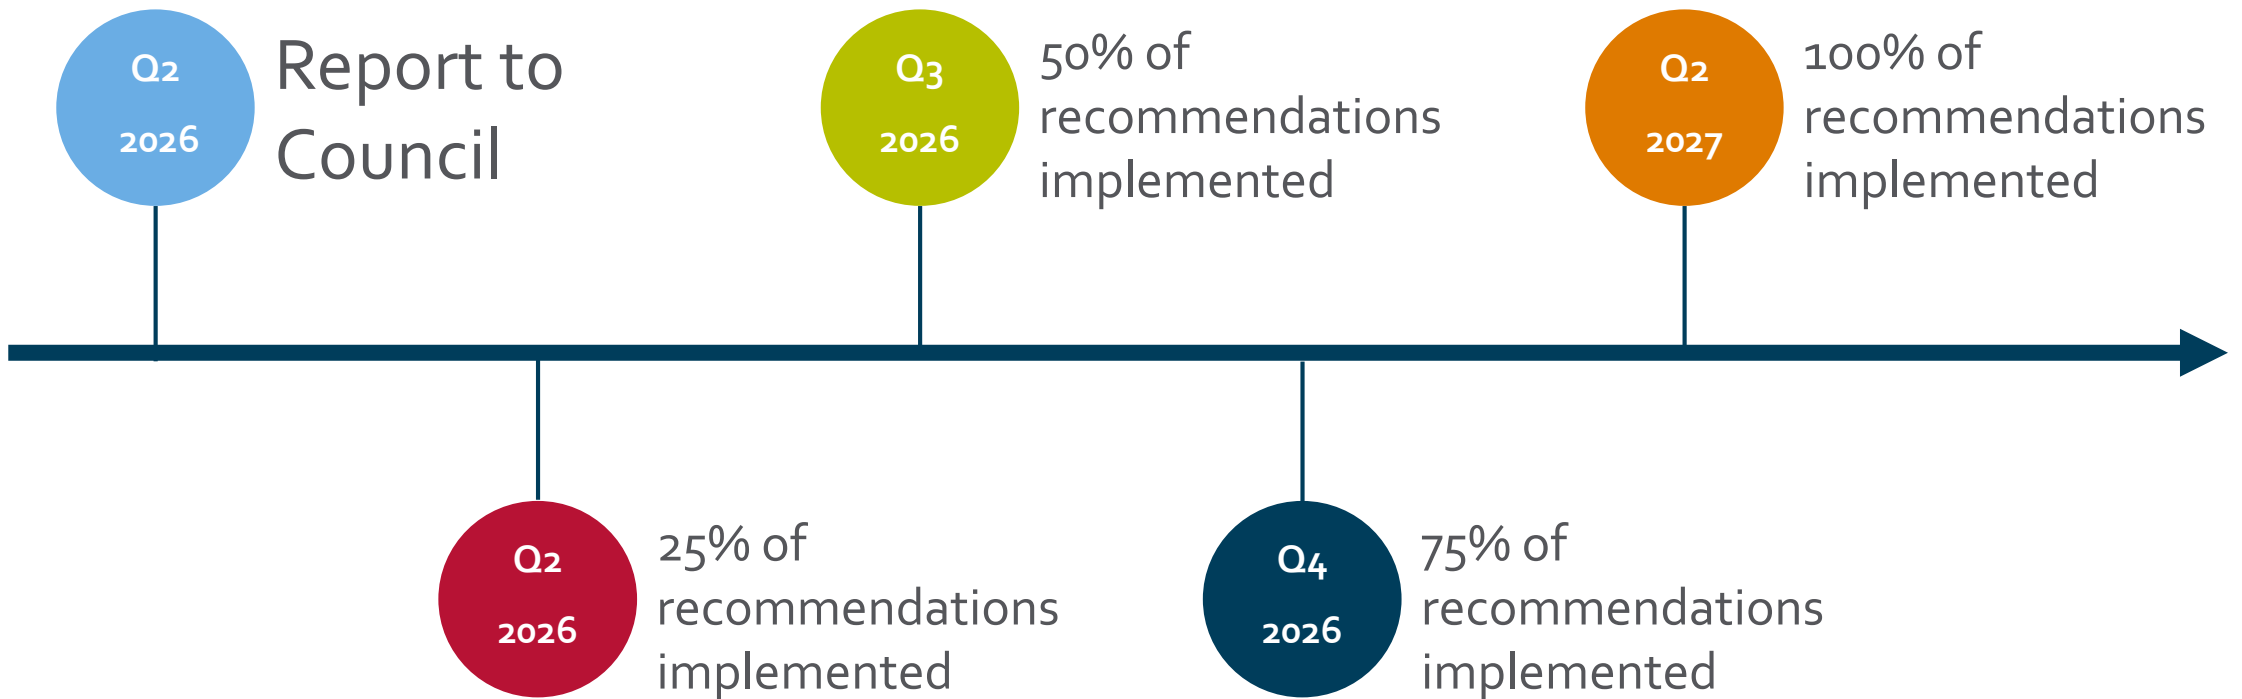 Q2
2026
Report to
Council
Q2
2026
25% of
recommendations
implemented
Q3
2026
50% of
recommendations
implemented
Q4
2026
75% of
recommendations
implemented
Q2
2027
100% of
recommendations
implemented